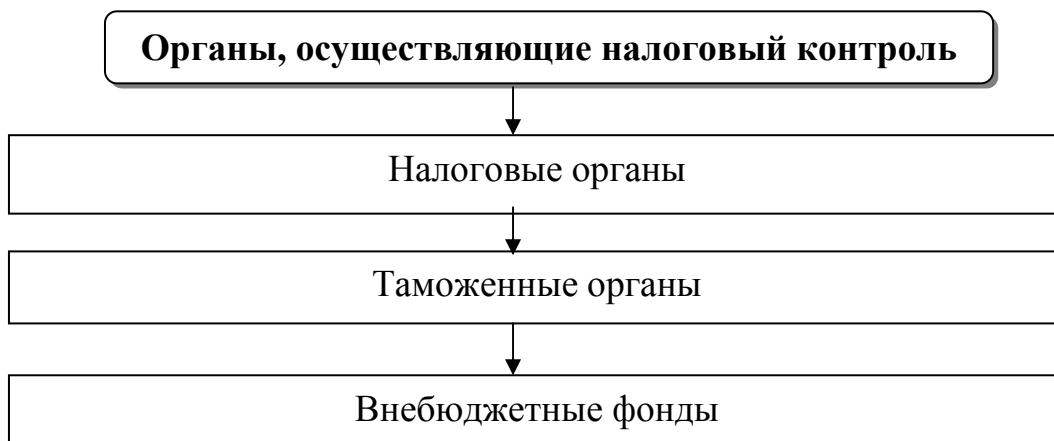 Органы, осуществляющие налоговый контроль
Налоговые органы
Таможенные органы
Внебюджетные фонды